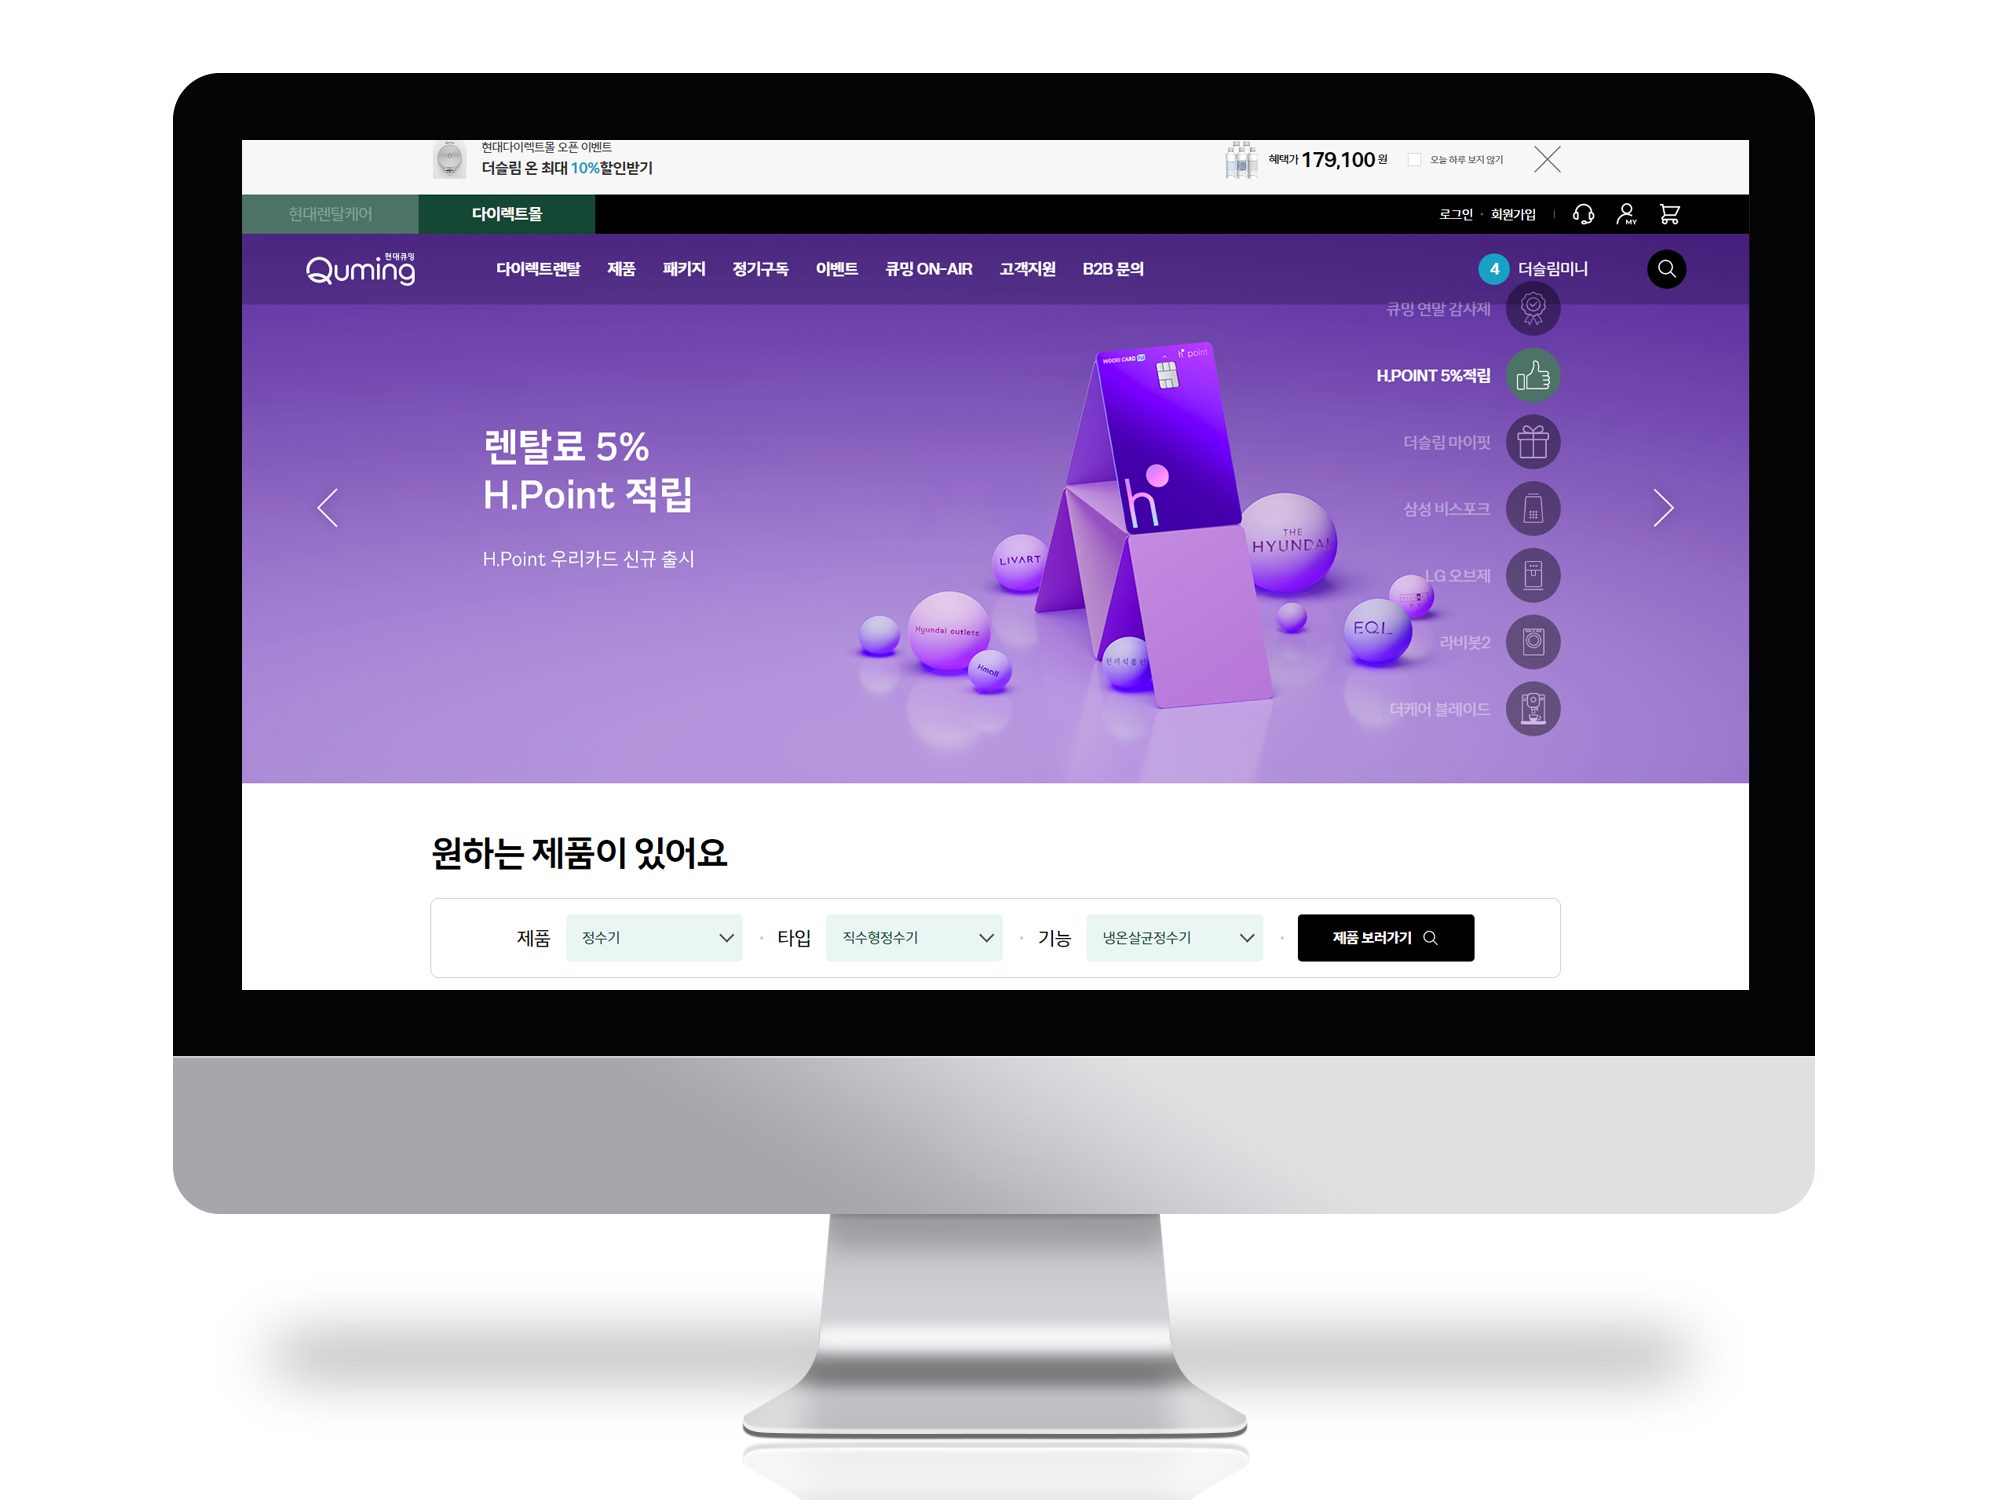 현대다이렉트몰 오픈 이벤트
더슬림 온 최대 10%할인받기
혜택가 179,100 원
오늘 하루 보지 않기
현대렌탈케어
다이렉트몰
로그인 · 회원가입
MY
현대큐밍
Quming
다이렉트렌탈 제품 패키지 정기구독 이벤트 큐밍 ON-AIR 고객지원 B2B 문의
4 더슬림미니
큐밍 연말 감사제
H.POINT 5%적립
더슬림 마이핏
삼성 비스포크
LG 오브제
라비봇2
더케어 블레이드
렌탈료 5%
H.Point 적립
H.Point 우리카드 신규 출시
WOORI CARD
h point
h
THE
HYUNDAI
LIVART
Hyundai outlets
Hmall
EQL
원하는 제품이 있어요
제품 정수기 · 타입 직수형정수기 · 기능 냉온살균정수기 · 제품 보러가기